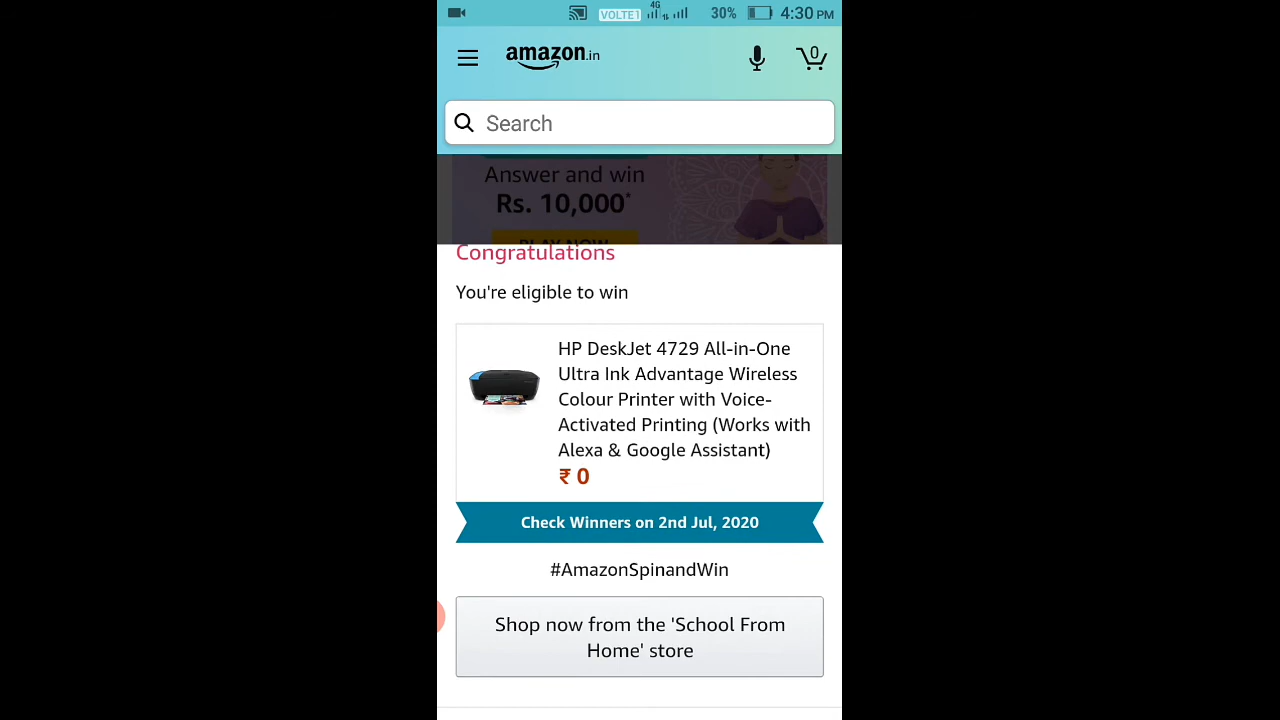 4G
VOLTE1
30%
4:30 PM
amazon.in
0
Search
Answer and win
Rs. 10,000*
PLAY NOW
Congratulations
You're eligible to win
HP DeskJet 4729 All-in-One
Ultra Ink Advantage Wireless
Colour Printer with Voice-
Activated Printing (Works with
Alexa & Google Assistant)
₹ 0
Check Winners on 2nd Jul, 2020
#AmazonSpinandWin
Shop now from the 'School From
Home' store